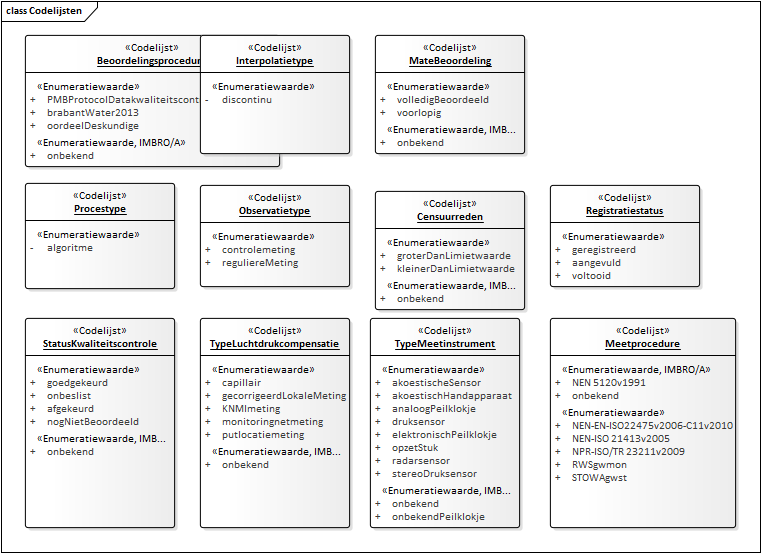 class Codelijsten
«Codelijst»
Beoordelingsprocedur
«Enumeratiewaarde»
+ PMBProtocolDatakwaliteitscont
+ brabantWater2013
+ oordeelDeskundige
«Enumeratiewaarde, IMBRO/A»
+ onbekend
«Codelijst»
Interpolatietype
«Enumeratiewaarde»
- discontinu
«Codelijst»
MateBeoordeling
«Enumeratiewaarde»
+ volledigBeoordeeld
+ voorlopig
«Enumeratiewaarde, IMB...
+ onbekend
«Codelijst»
Procestype
«Enumeratiewaarde»
- algoritme
«Codelijst»
Observatietype
«Enumeratiewaarde»
+ controlemeting
+ reguliereMeting
«Codelijst»
Censuurreden
«Enumeratiewaarde»
+ groterDanLimietwaarde
+ kleinerDanLimietwaarde
«Enumeratiewaarde, IMB...
+ onbekend
«Codelijst»
Registratiestatus
«Enumeratiewaarde»
+ geregistreerd
+ aangevuld
+ voltooid
«Codelijst»
StatusKwaliteitscontrole
«Enumeratiewaarde»
+ goedgekeurd
+ onbeslist
+ afgekeurd
+ nogNietBeoordeeld
«Enumeratiewaarde, IMB...
+ onbekend
«Codelijst»
TypeLuchtdrukcompensatie
«Enumeratiewaarde»
+ capillair
+ gecorrigeerdLokaleMeting
+ KNMImeting
+ monitoringnetmeting
+ putlocatiemeting
«Enumeratiewaarde, IMB...
+ onbekend
«Codelijst»
TypeMeetinstrument
«Enumeratiewaarde»
+ akoestischeSensor
+ akoestischHandapparaat
+ analoogPeilklokje
+ druksensor
+ elektronischPeilklokje
+ opzetStuk
+ radarsensor
+ stereoDruksensor
«Enumeratiewaarde, IMB...
+ onbekend
+ onbekendPeilklokje
«Codelijst»
Meetprocedure
«Enumeratiewaarde, IMBRO/A»
+ NEN 5120v1991
+ onbekend
«Enumeratiewaarde»
+ NEN-EN-ISO22475v2006-C11v2010
+ NEN-ISO 21413v2005
+ NPR-ISO/TR 23211v2009
+ RWSgwmon
+ STOWAgwst